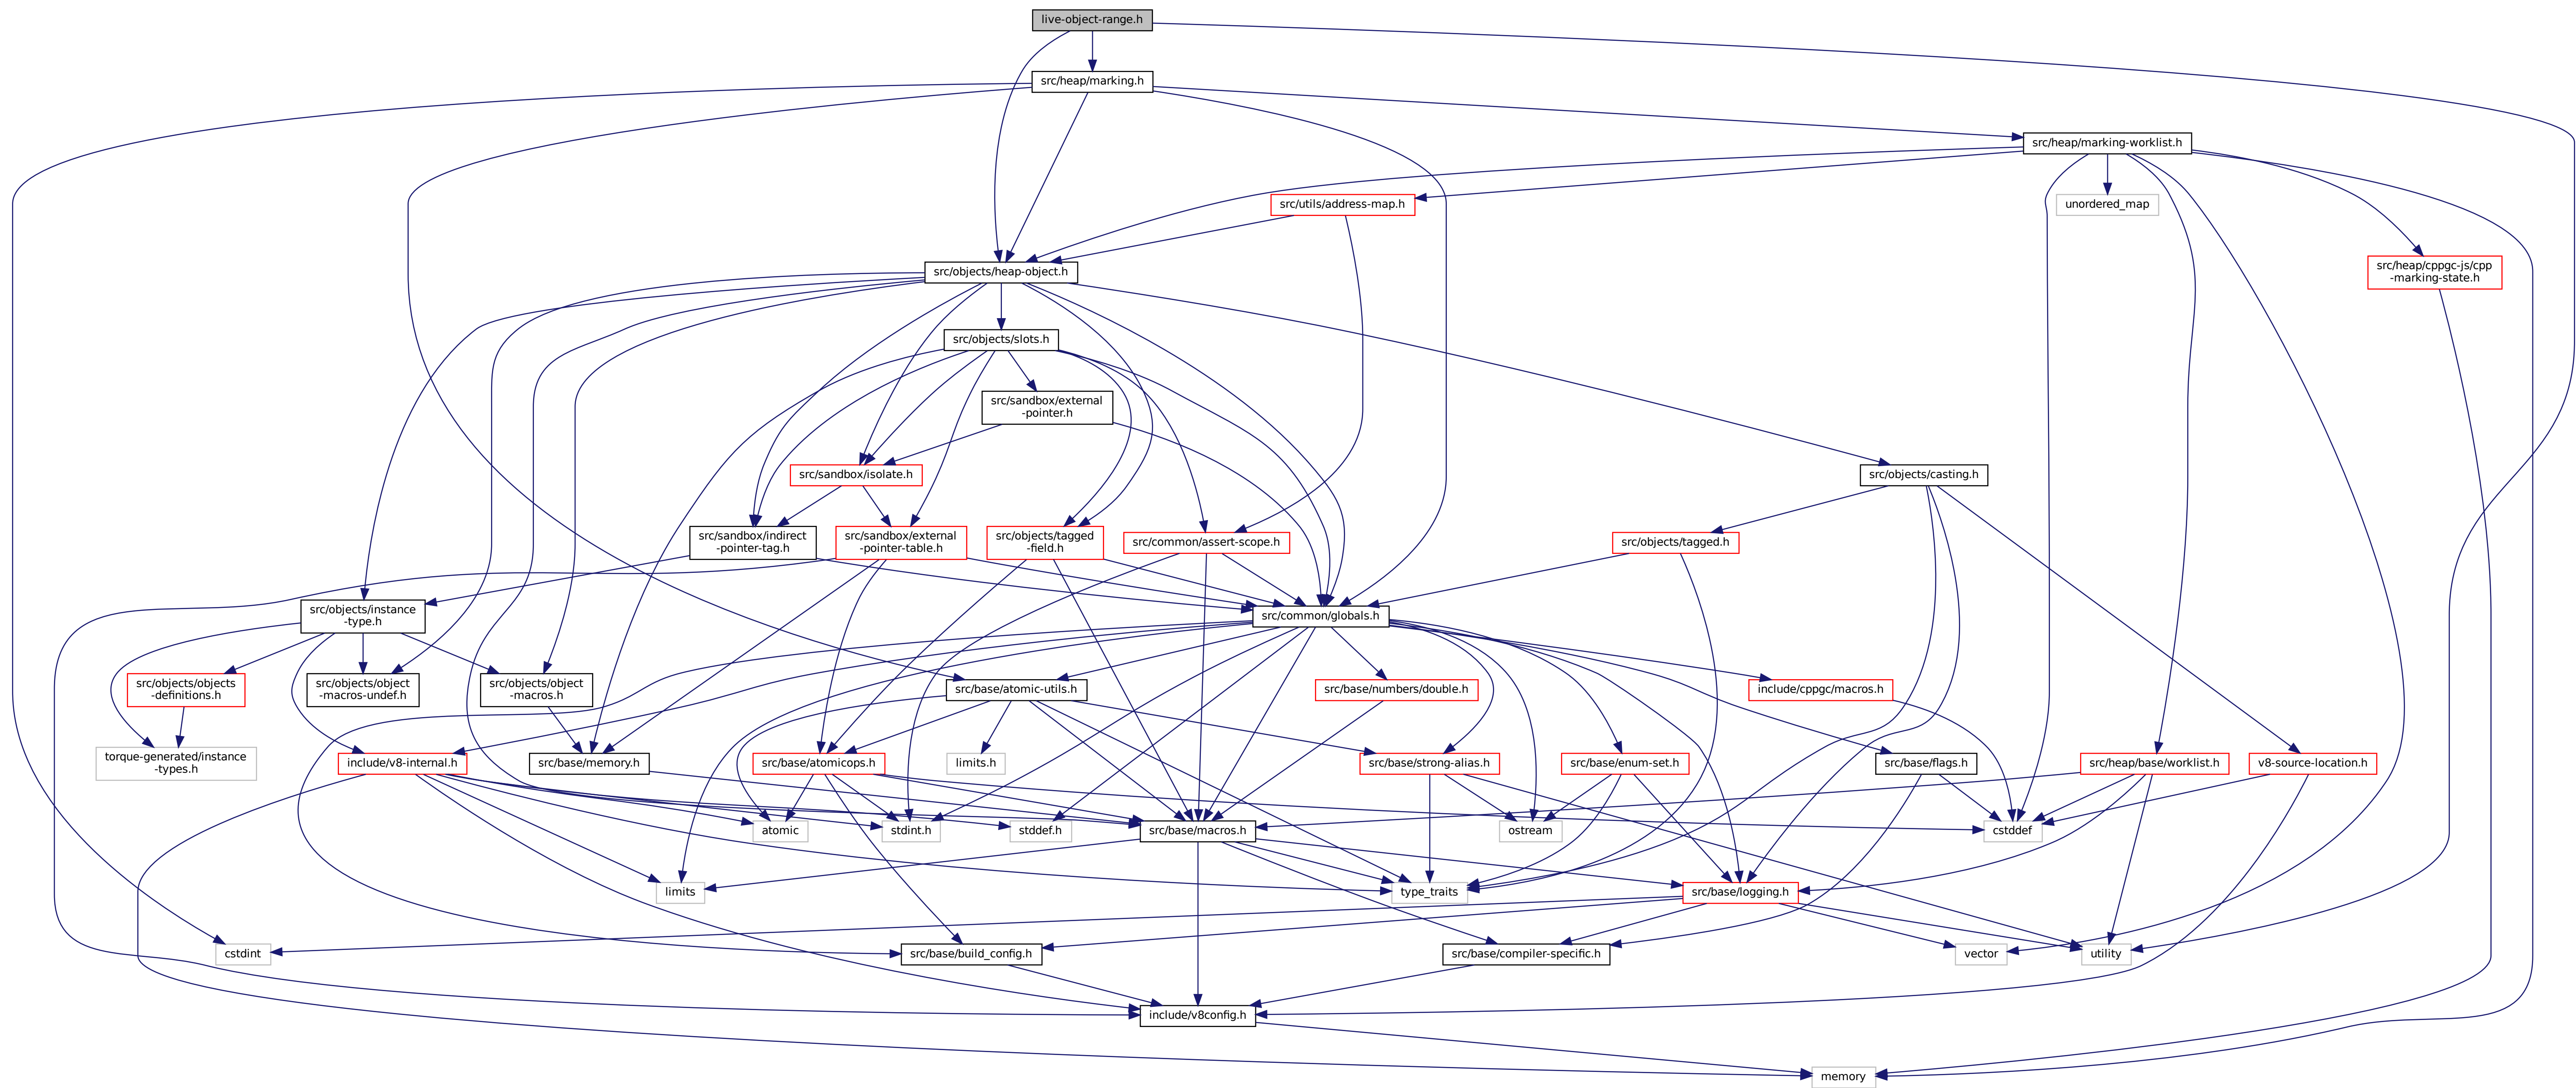 live-object-range.h
src/heap/marking.h
src/heap/marking-worklist.h
src/utils/address-map.h
unordered_map
src/objects/heap-object.h
src/heap/cppgc-js/cpp
-marking-state.h
src/objects/slots.h
src/sandbox/external
-pointer.h
src/sandbox/isolate.h
src/objects/casting.h
src/sandbox/indirect
-pointer-tag.h
src/sandbox/external
-pointer-table.h
src/objects/tagged
-field.h
src/common/assert-scope.h
src/objects/tagged.h
src/objects/instance
-type.h
src/common/globals.h
src/objects/objects
-definitions.h
src/objects/object
-macros-undef.h
src/objects/object
-macros.h
src/base/atomic-utils.h
src/base/numbers/double.h
include/cppgc/macros.h
torque-generated/instance
-types.h
include/v8-internal.h
src/base/memory.h
src/base/atomicops.h
limits.h
src/base/strong-alias.h
src/base/enum-set.h
src/base/flags.h
src/heap/base/worklist.h
v8-source-location.h
atomic
stdint.h
stddef.h
src/base/macros.h
ostream
cstddef
limits
type_traits
src/base/logging.h
cstdint
src/base/build_config.h
src/base/compiler-specific.h
vector
utility
include/v8config.h
memory